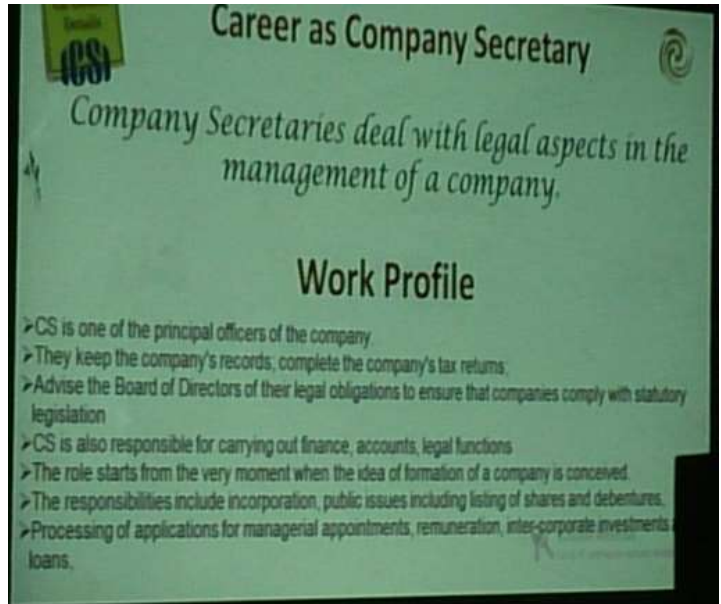 Details
ICSI
Career as Company Secretary
Company Secretaries deal with legal aspects in the
management of a company.
Work Profile
➢CS is one of the principal officers of the company
➢They keep the company's records; complete the company's tax returns;
➢Advise the Board of Directors of their legal obligations to ensure that companies comply with statutory
legislation
➢CS is also responsible for carrying out finance, accounts, legal functions
➢The role starts from the very moment when the idea of formation of a company is conceived.
➢The responsibilities include incorporation, public issues including listing of shares and debentures,
➢Processing of applications for managerial appointments, remuneration, inter-corporate investments
loans,